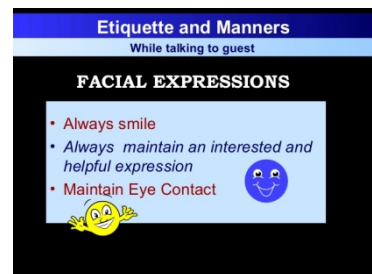 Etiquette and Manners
While talking to guest
FACIAL EXPRESSIONS
• Always smile
• Always maintain an interested and
helpful expression
• Maintain Eye Contact